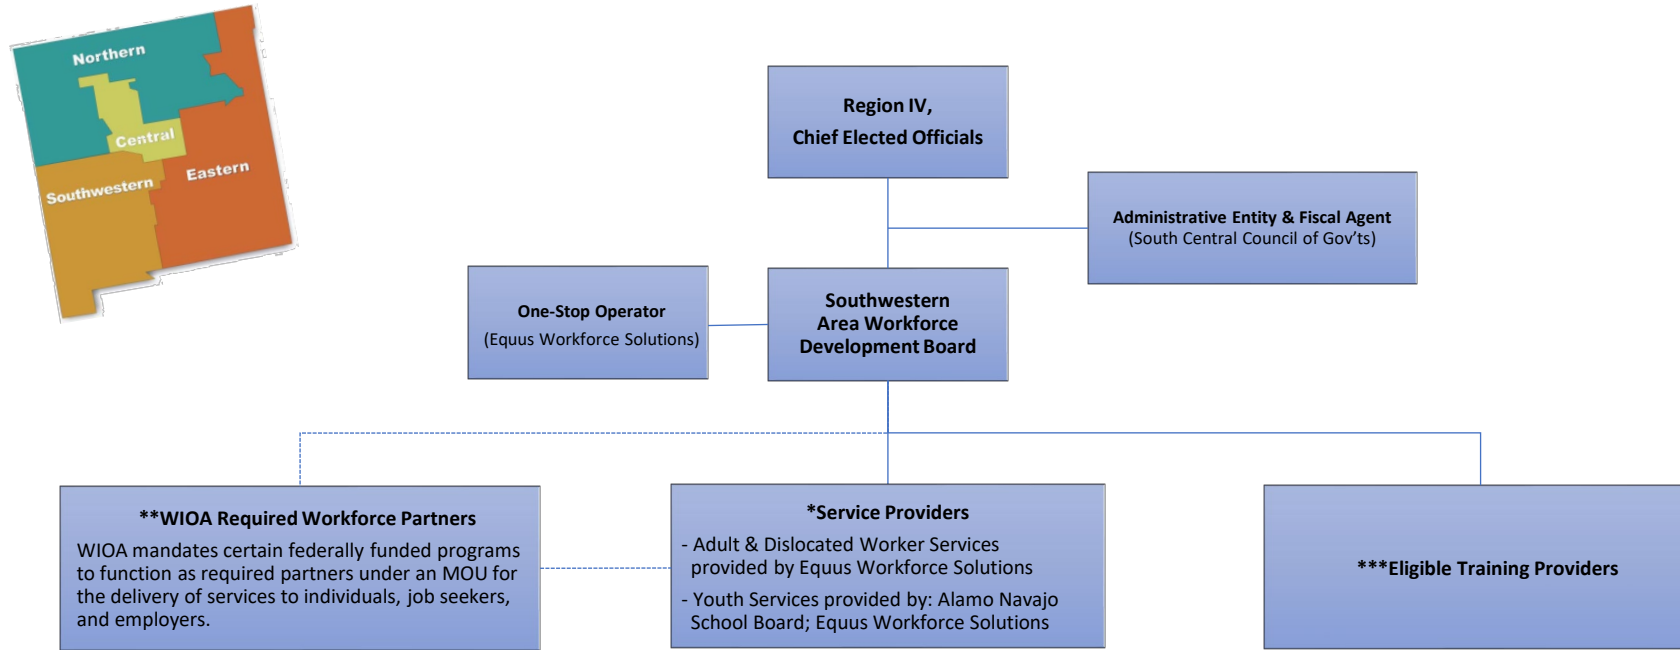 Northern
Central
Southwestern
Eastern
Region IV,
Chief Elected Officials
Administrative Entity & Fiscal Agent
(South Central Council of Gov'ts)
One-Stop Operator
(Equus Workforce Solutions)
Southwestern
Area Workforce
Development Board
**WIOA Required Workforce Partners
WIOA mandates certain federally funded programs
to function as required partners under an MOU for
the delivery of services to individuals, job seekers,
and employers.
*Service Providers
- Adult & Dislocated Worker Services
provided by Equus Workforce Solutions
- Youth Services provided by: Alamo Navajo
School Board; Equus Workforce Solutions
***Eligible Training Providers